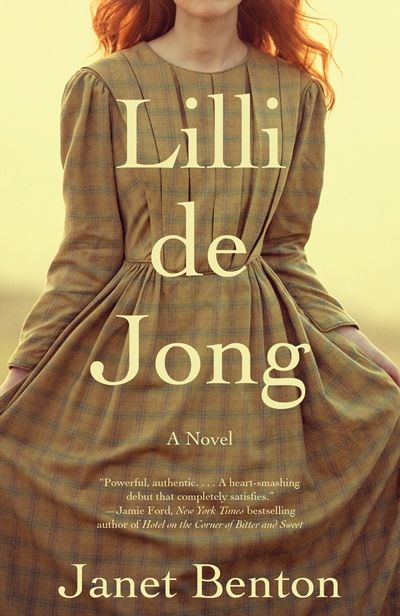 Lilli
de
Jong
A Novel
“Powerful, authentic. . . . A heart-smashing
debut that completely satisfies.”
—Jamie Ford, New York Times bestselling
author of Hotel on the Corner of Bitter and Sweet
Janet Benton